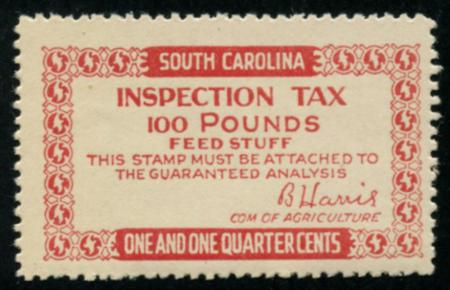 SOUTH CAROLINA
INSPECTION TAX
100 POUNDS
FEED STUFF
THIS STAMP MUST BE ATTACHED TO
THE GUARANTEED ANALYSIS
B Harris
COM OF AGRICULTURE
ONE AND ONE QUARTER CENTS